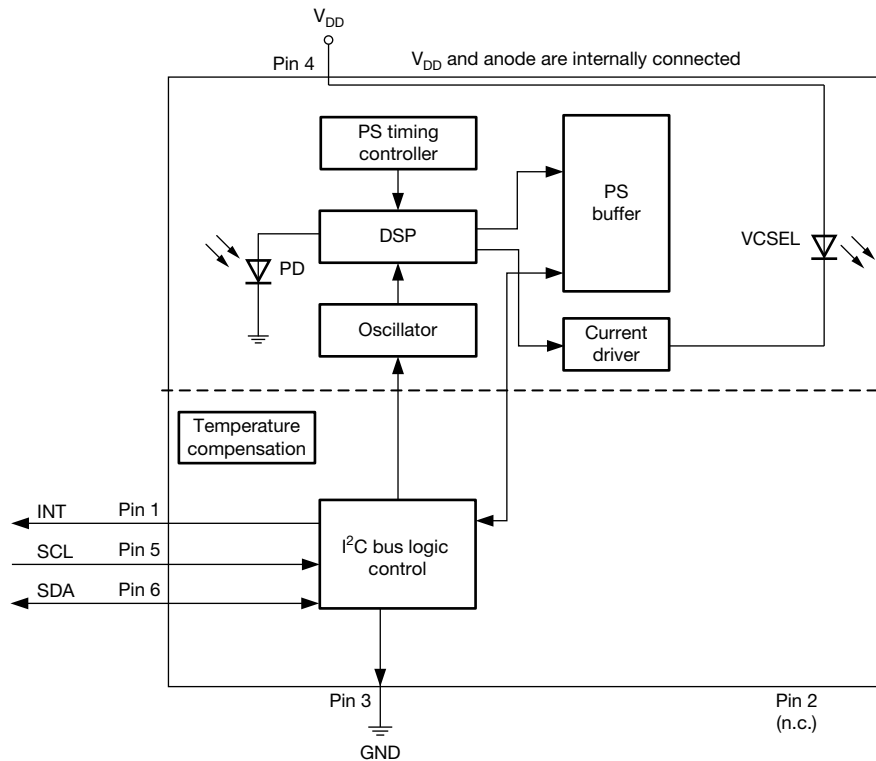 V_DD
Pin 4
V_DD and anode are internally connected
PS timing
controller
PS
buffer
DSP
VCSEL
PD
Oscillator
Current
driver
Temperature
compensation
INT
Pin 1
SCL
Pin 5
I²C bus logic
control
SDA
Pin 6
Pin 3
Pin 2
(n.c.)
GND